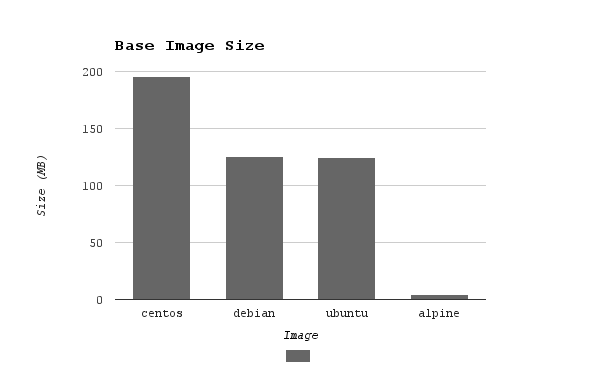 Base Image Size
200
150
100
50
0
Size (MB)
centos debian ubuntu alpine
Image